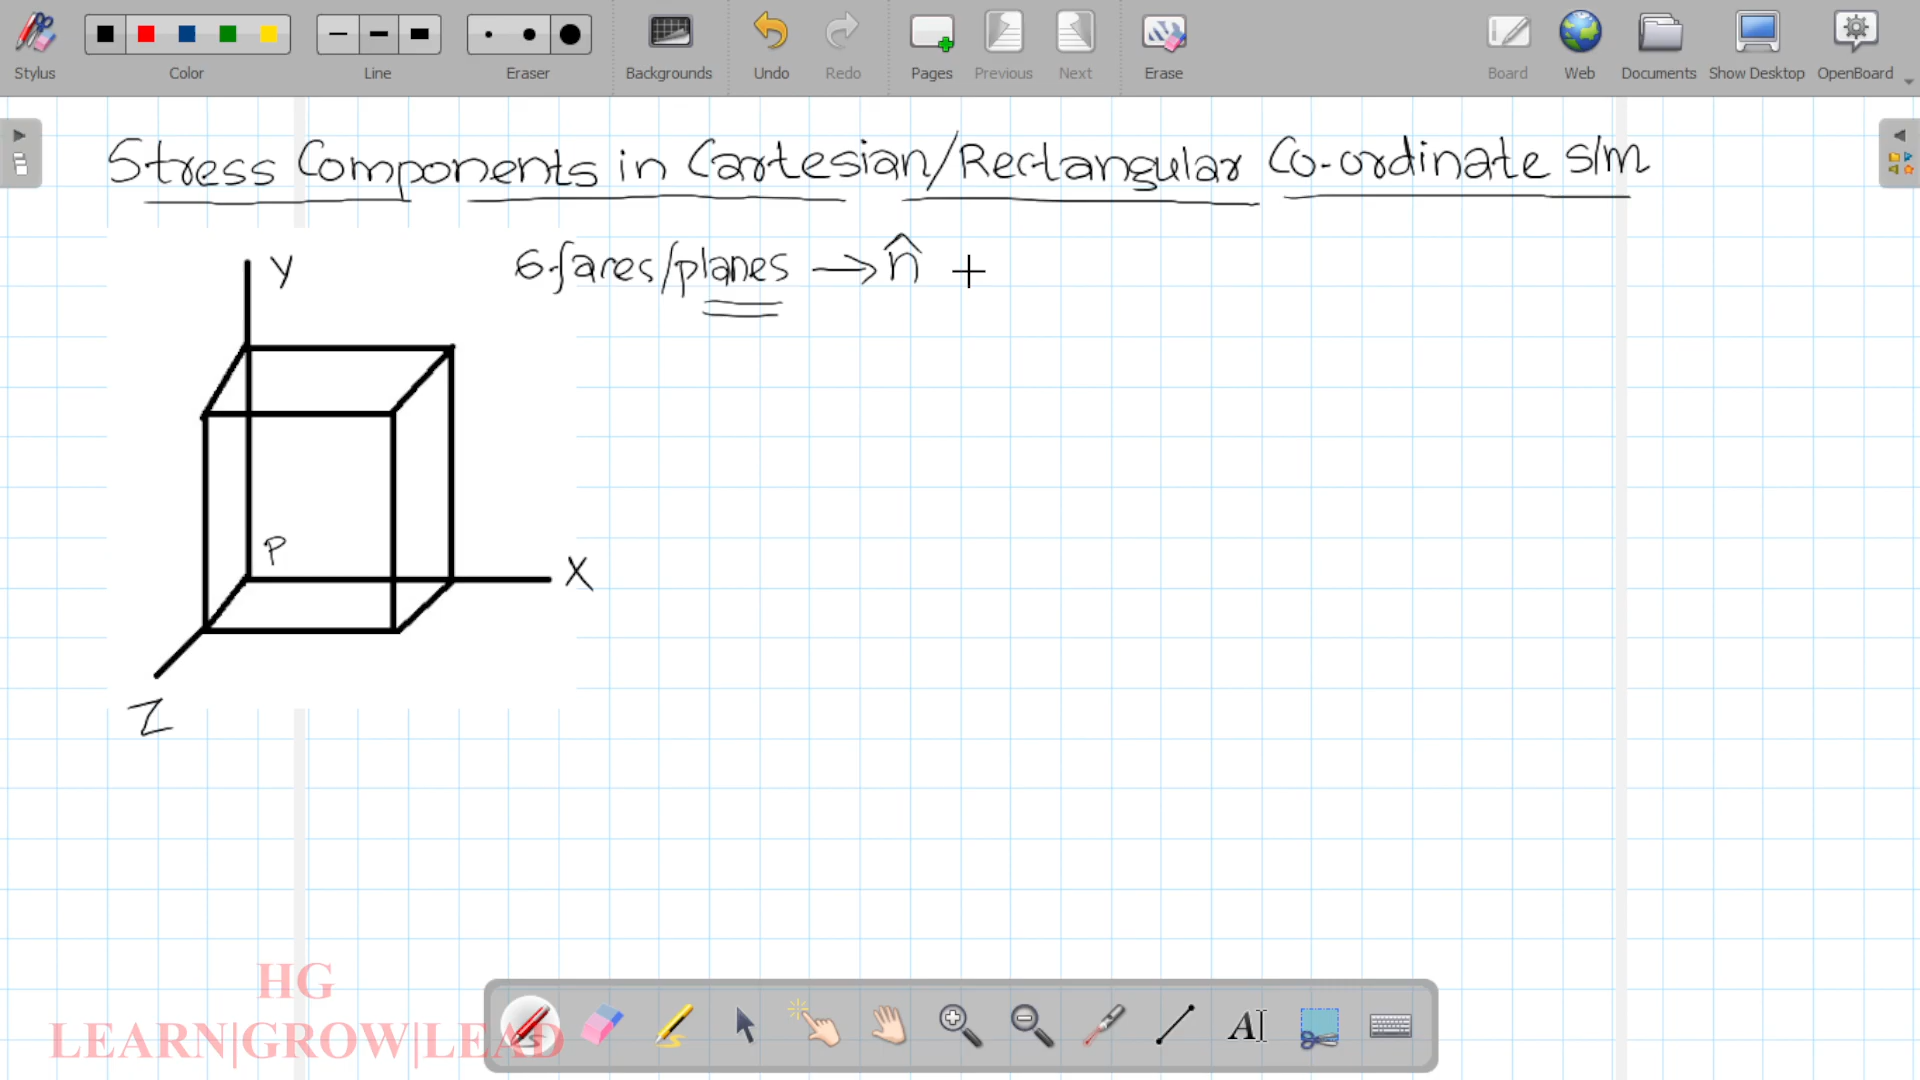 Stylus
Color
Line
Eraser
Backgrounds
Undo
Redo
Pages
Previous
Next
Erase
Board
Web
Documents
Show Desktop
OpenBoard
Stress Components in Cartesian/Rectangular Co-ordinate s/m
6-faces/planes → n̂
Y
P
X
Z
HG
LEARN|GROW|LEAD
A